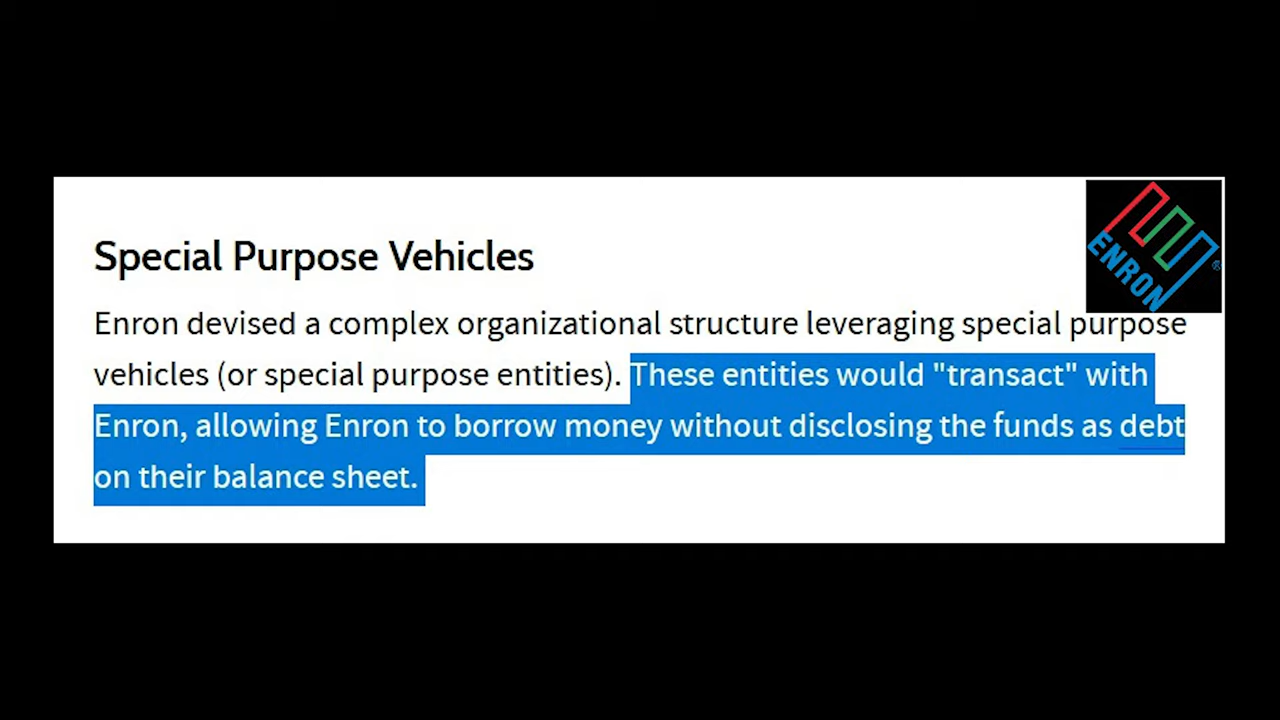 Special Purpose Vehicles
ENRON®
Enron devised a complex organizational structure leveraging special purpose
vehicles (or special purpose entities). These entities would "transact" with
Enron, allowing Enron to borrow money without disclosing the funds as debt
on their balance sheet.